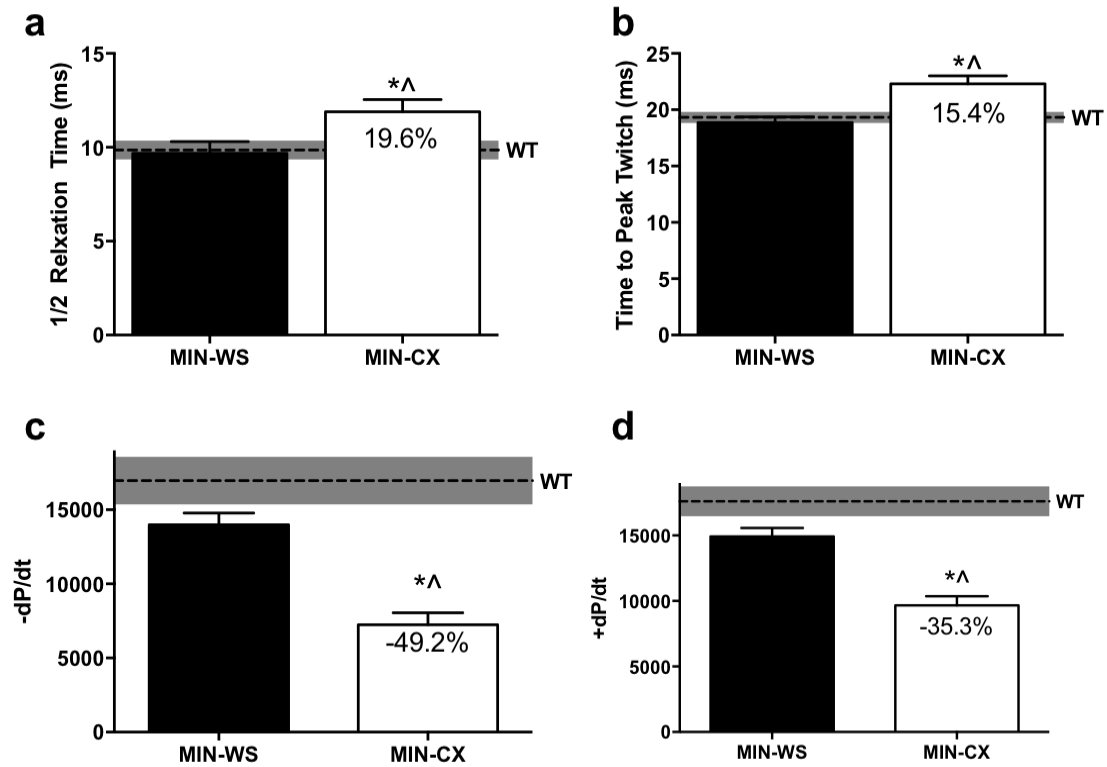 a
1/2 Relxation Time (ms)
15
10
5
0
*^
19.6%
WT
MIN-WS
MIN-CX
b
Time to Peak Twitch (ms)
25
20
15
10
5
0
*^
15.4%
WT
MIN-WS
MIN-CX
c
-dP/dt
15000
10000
5000
0
WT
*^
-49.2%
MIN-WS
MIN-CX
d
+dP/dt
15000
10000
5000
0
WT
*^
-35.3%
MIN-WS
MIN-CX